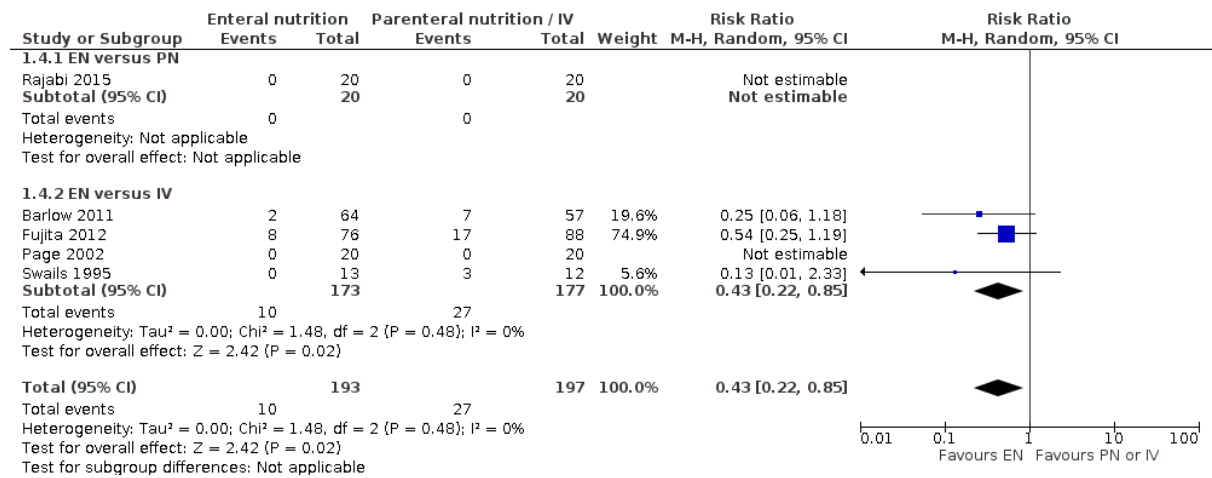 Enteral nutrition Parenteral nutrition / IV Risk Ratio Risk Ratio
Study or Subgroup Events Total Events Total Weight M-H, Random, 95% CI M-H, Random, 95% CI
1.4.1 EN versus PN
Rajabi 2015 0 20 0 20 Not estimable
Subtotal (95% CI) 20 20 Not estimable
Total events 0 0
Heterogeneity: Not applicable
Test for overall effect: Not applicable
1.4.2 EN versus IV
Barlow 2011 2 64 7 57 19.6% 0.25 [0.06, 1.18]
Fujita 2012 8 76 17 88 74.9% 0.54 [0.25, 1.19]
Page 2002 0 20 0 20 Not estimable
Swails 1995 0 13 3 12 5.6% 0.13 [0.01, 2.33]
Subtotal (95% CI) 173 177 100.0% 0.43 [0.22, 0.85]
Total events 10 27
Heterogeneity: Tau² = 0.00; Chi² = 1.48, df = 2 (P = 0.48); I² = 0%
Test for overall effect: Z = 2.42 (P = 0.02)
Total (95% CI) 193 197 100.0% 0.43 [0.22, 0.85]
Total events 10 27
Heterogeneity: Tau² = 0.00; Chi² = 1.48, df = 2 (P = 0.48); I² = 0%
Test for overall effect: Z = 2.42 (P = 0.02)
Test for subgroup differences: Not applicable
0.01 0.1 1 10 100
Favours EN Favours PN or IV